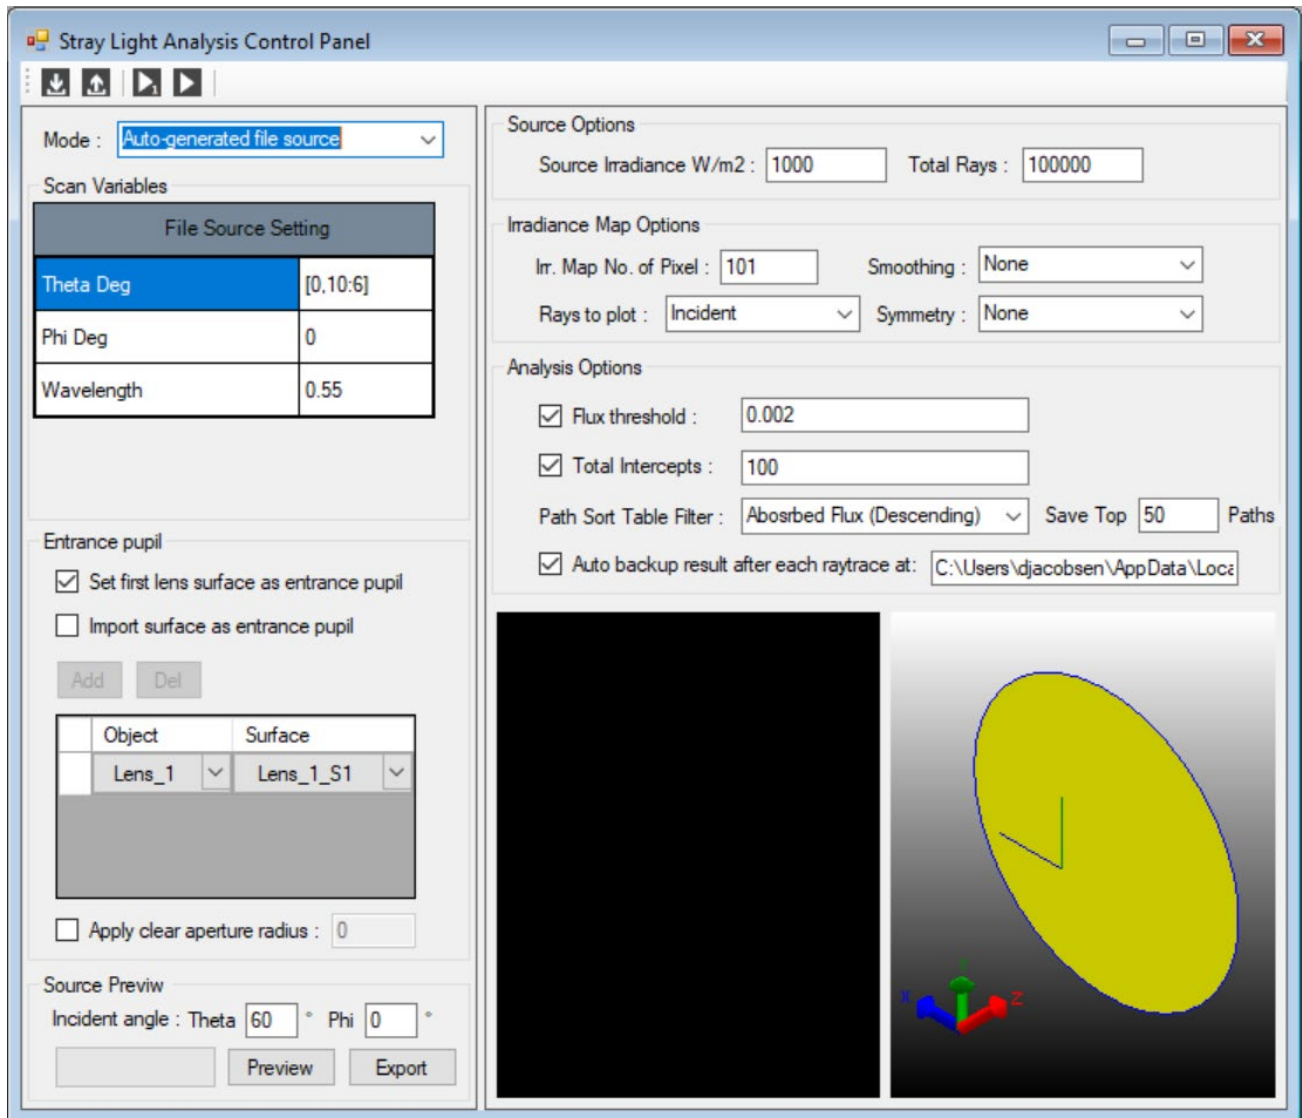 Stray Light Analysis Control Panel
1
Mode : Auto-generated file source
Scan Variables
File Source Setting
Theta Deg [0,10:6]
Phi Deg 0
Wavelength 0.55
Entrance pupil
Set first lens surface as entrance pupil
Import surface as entrance pupil
Add Del
Object Surface
Lens_1 Lens_1_S1
Apply clear aperture radius : 0
Source Previw
Incident angle : Theta 60 ° Phi 0 °
Preview Export
Source Options
Source Irradiance W/m2 : 1000 Total Rays : 100000
Irradiance Map Options
Irr. Map No. of Pixel : 101 Smoothing : None
Rays to plot : Incident Symmetry : None
Analysis Options
Flux threshold : 0.002
Total Intercepts : 100
Path Sort Table Filter : Abosrbed Flux (Descending) Save Top 50 Paths
Auto backup result after each raytrace at: C:\Users\djacobsen\AppData\Loca
X Z